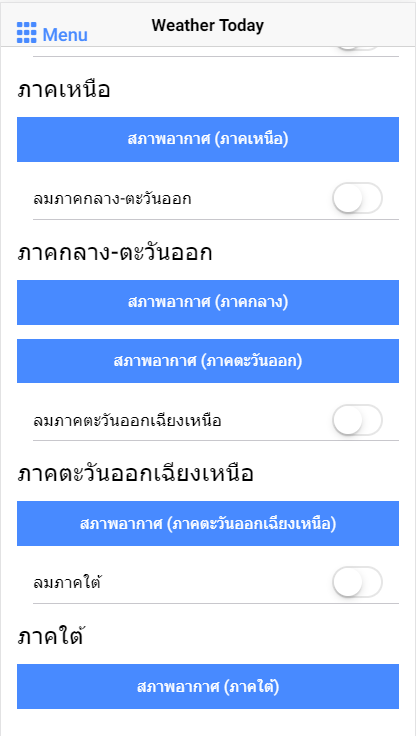 Menu
Weather Today
ภาคเหนือ
สภาพอากาศ (ภาคเหนือ)
ลมภาคกลาง-ตะวันออก
ภาคกลาง-ตะวันออก
สภาพอากาศ (ภาคกลาง)
สภาพอากาศ (ภาคตะวันออก)
ลมภาคตะวันออกเฉียงเหนือ
ภาคตะวันออกเฉียงเหนือ
สภาพอากาศ (ภาคตะวันออกเฉียงเหนือ)
ลมภาคใต้
ภาคใต้
สภาพอากาศ (ภาคใต้)